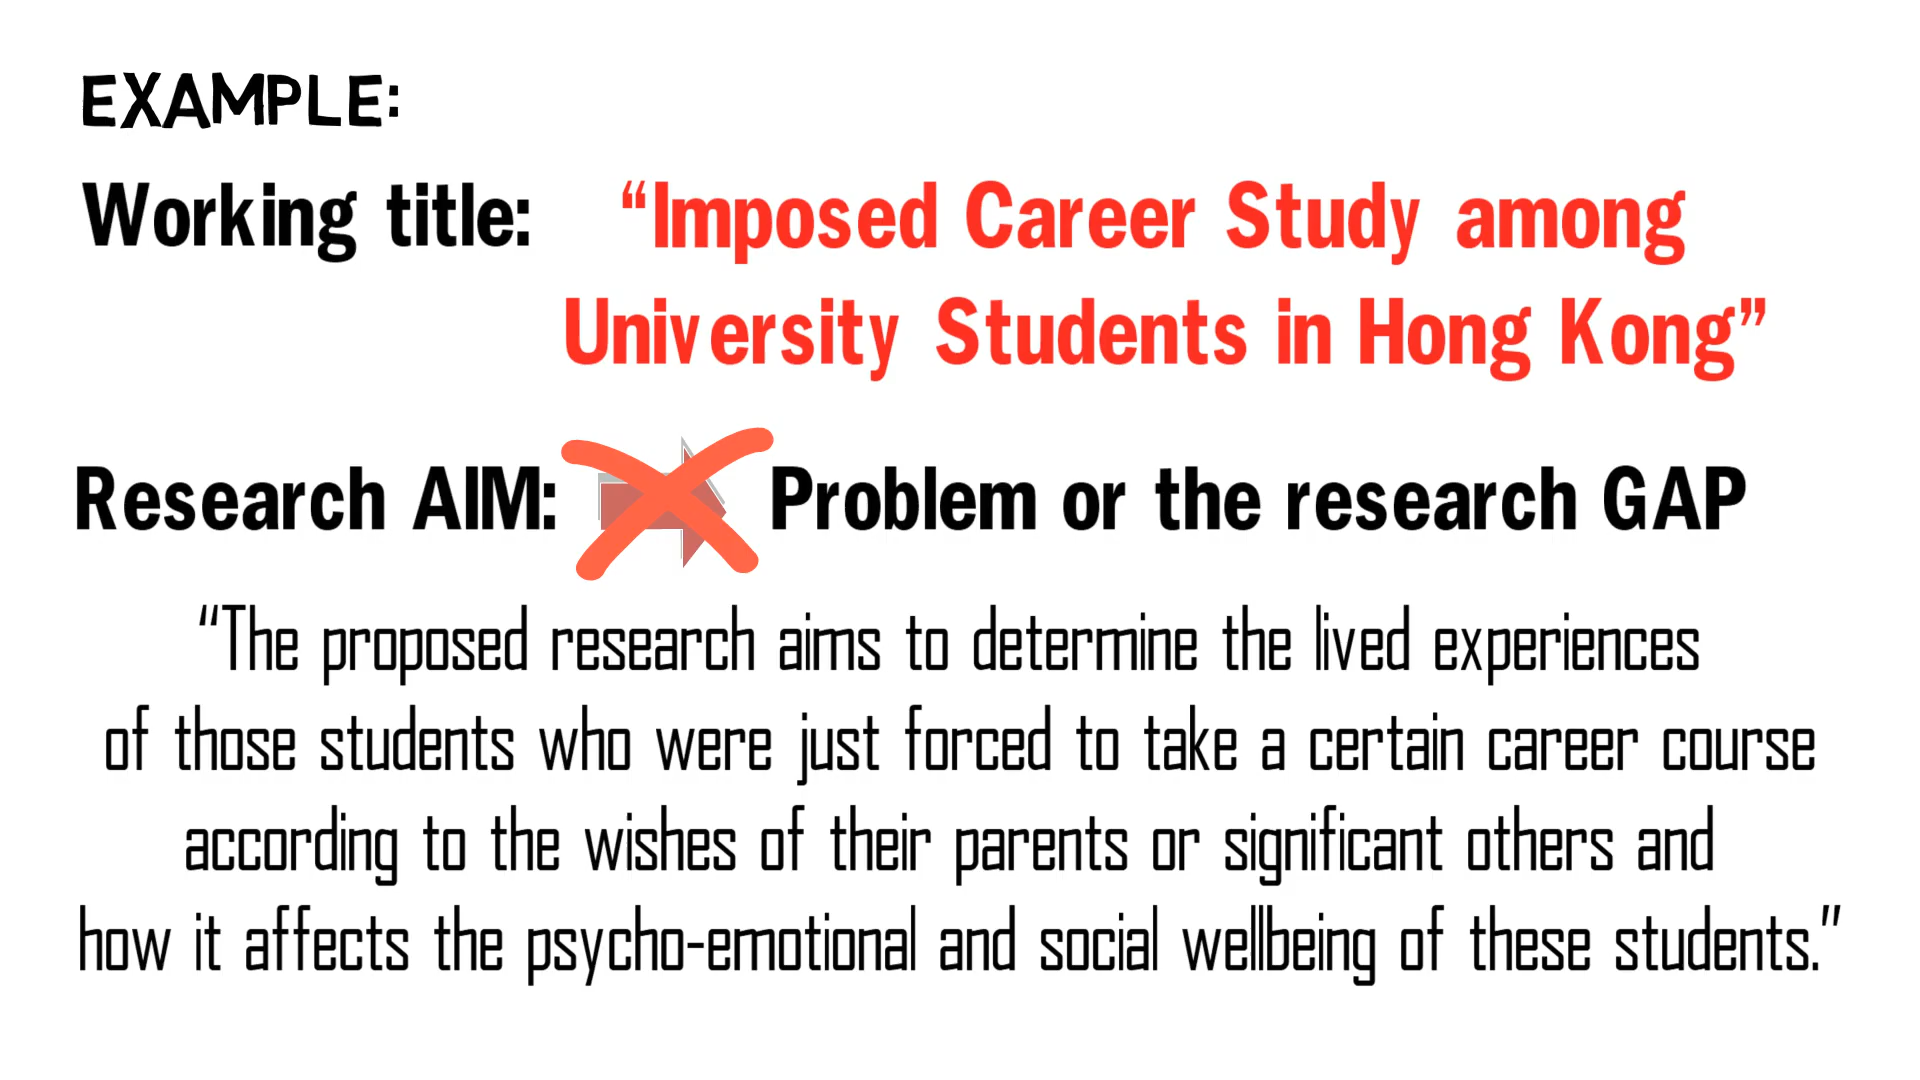 EXAMPLE:
Working title: “Imposed Career Study among
University Students in Hong Kong”
Research AIM: Problem or the research GAP
“The proposed research aims to determine the lived experiences
of those students who were just forced to take a certain career course
according to the wishes of their parents or significant others and
how it affects the psycho-emotional and social wellbeing of these students.”